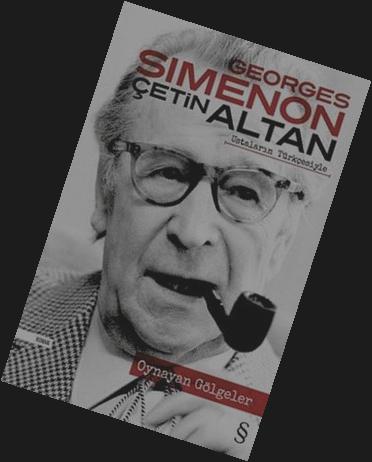 GEORGES
SIMENON
ÇETİN ALTAN
Ustaların Türkçesiyle
Oynayan Gölgeler
§